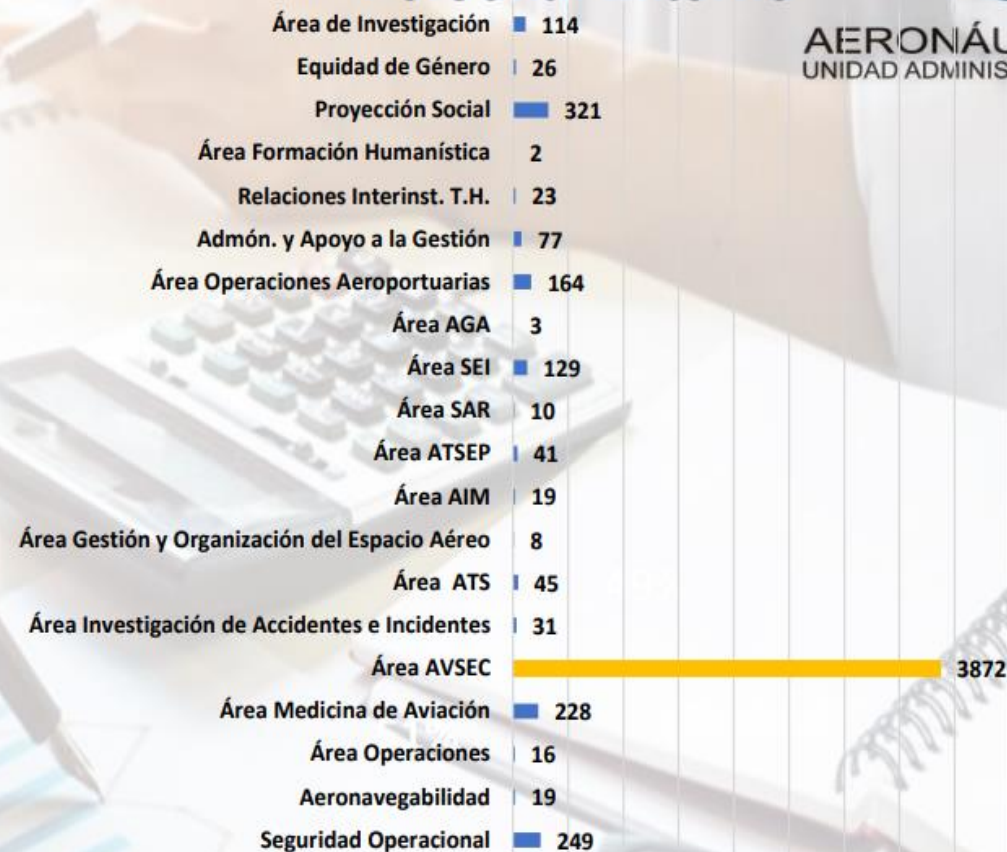 AERONÁU
UNIDAD ADMINIS
Área de Investigación 114
Equidad de Género 26
Proyección Social 321
Área Formación Humanística 2
Relaciones Interinst. T.H. 23
Admón. y Apoyo a la Gestión 77
Área Operaciones Aeroportuarias 164
Área AGA 3
Área SEI 129
Área SAR 10
Área ATSEP 41
Área AIM 19
Área Gestión y Organización del Espacio Aéreo 8
Área ATS 45
Área Investigación de Accidentes e Incidentes 31
Área AVSEC 3872
Área Medicina de Aviación 228
Área Operaciones 16
Aeronavegabilidad 19
Seguridad Operacional 249